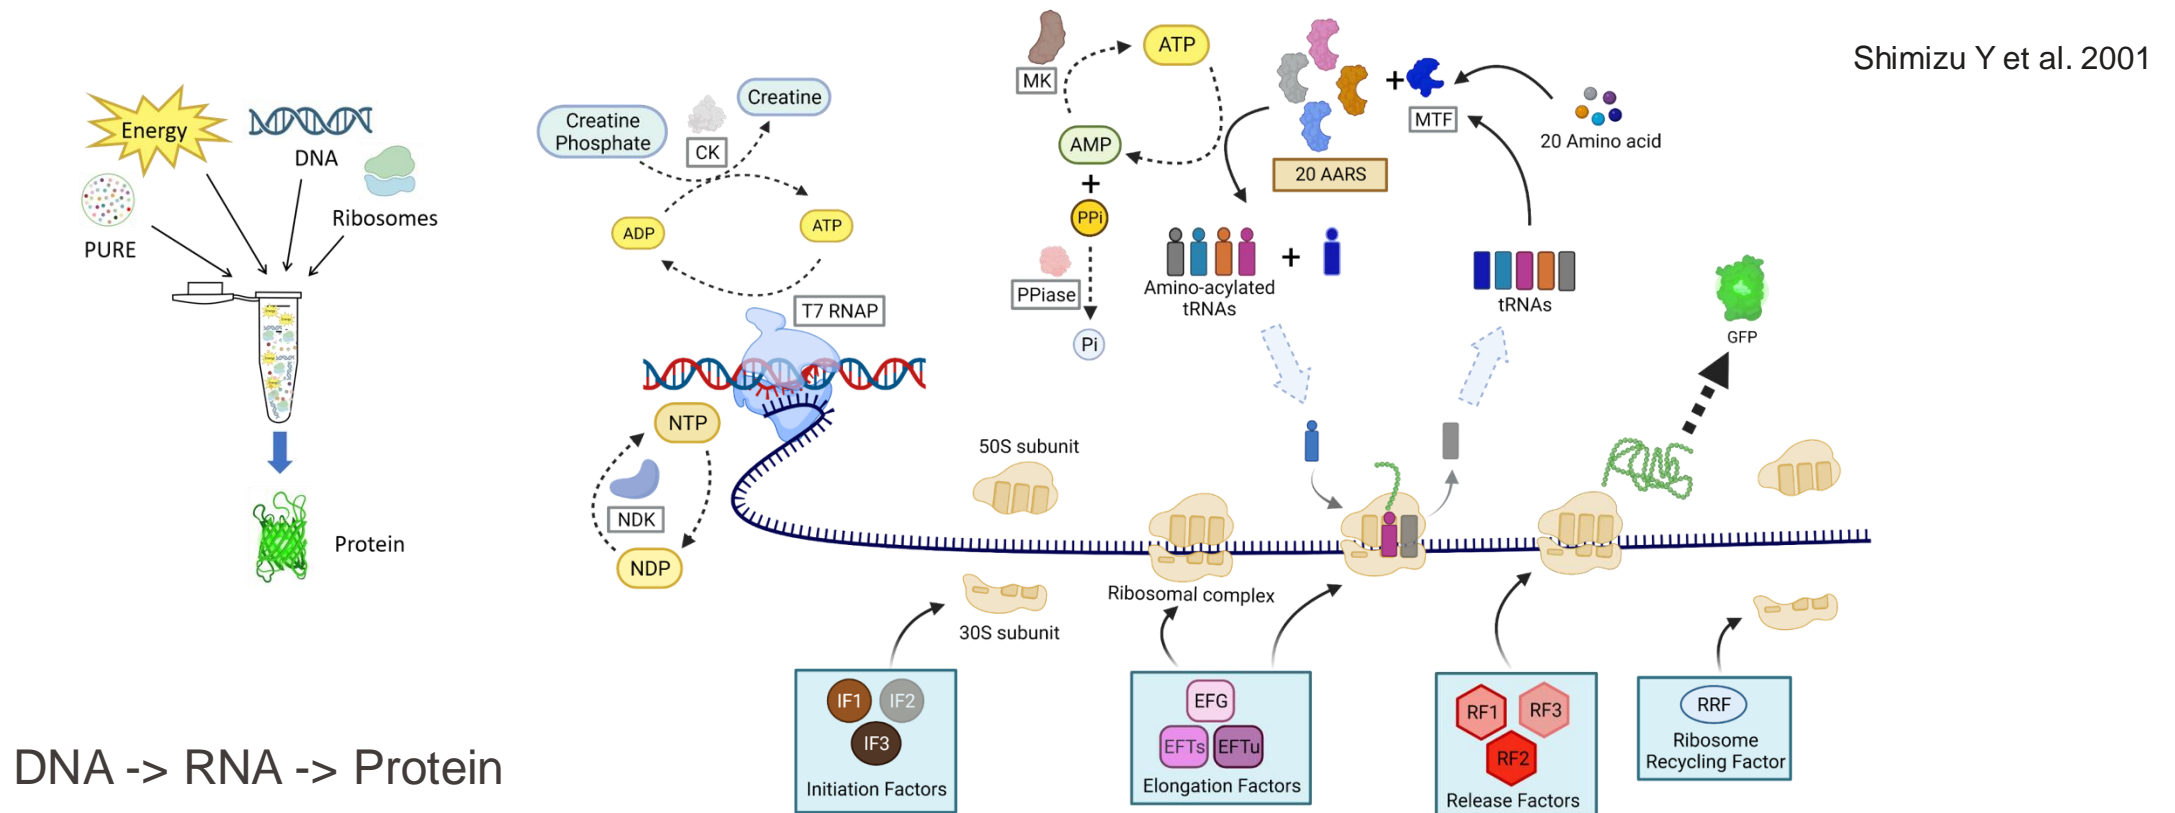 Shimizu Y et al. 2001
Energy
DNA
PURE
Ribosomes
Protein
DNA -> RNA -> Protein
Creatine
Phosphate
CK
Creatine
ADP
ATP
T7 RNAP
NTP
NDK
NDP
MK
ATP
AMP
+
PPi
PPiase
Pi
20 AARS
+
MTF
20 Amino acid
Amino-acylated
tRNAs
+
tRNAs
GFP
50S subunit
30S subunit
Ribosomal complex
IF1
IF2
IF3
Initiation Factors
EFG
EFTs
EFTu
Elongation Factors
RF1
RF3
RF2
Release Factors
RRF
Ribosome
Recycling Factor